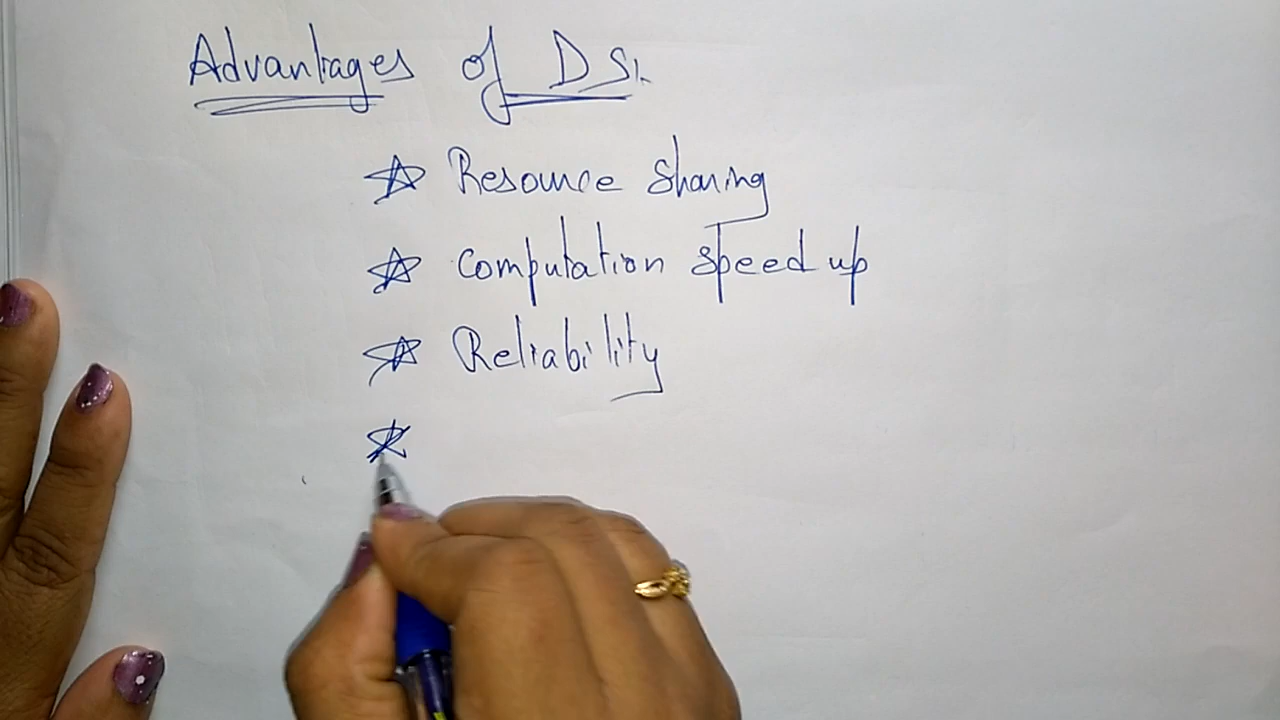 Advantages of DS:-
☆ Resource Sharing
☆ Computation Speed up
☆ Reliability
☆